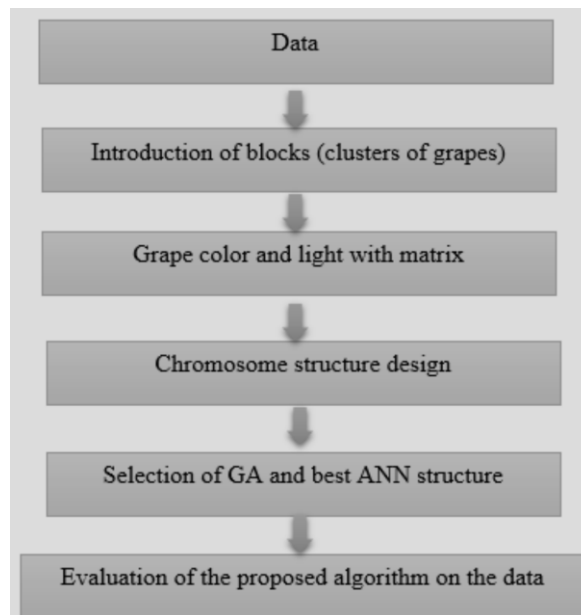 Data
Introduction of blocks (clusters of grapes)
Grape color and light with matrix
Chromosome structure design
Selection of GA and best ANN structure
Evaluation of the proposed algorithm on the data